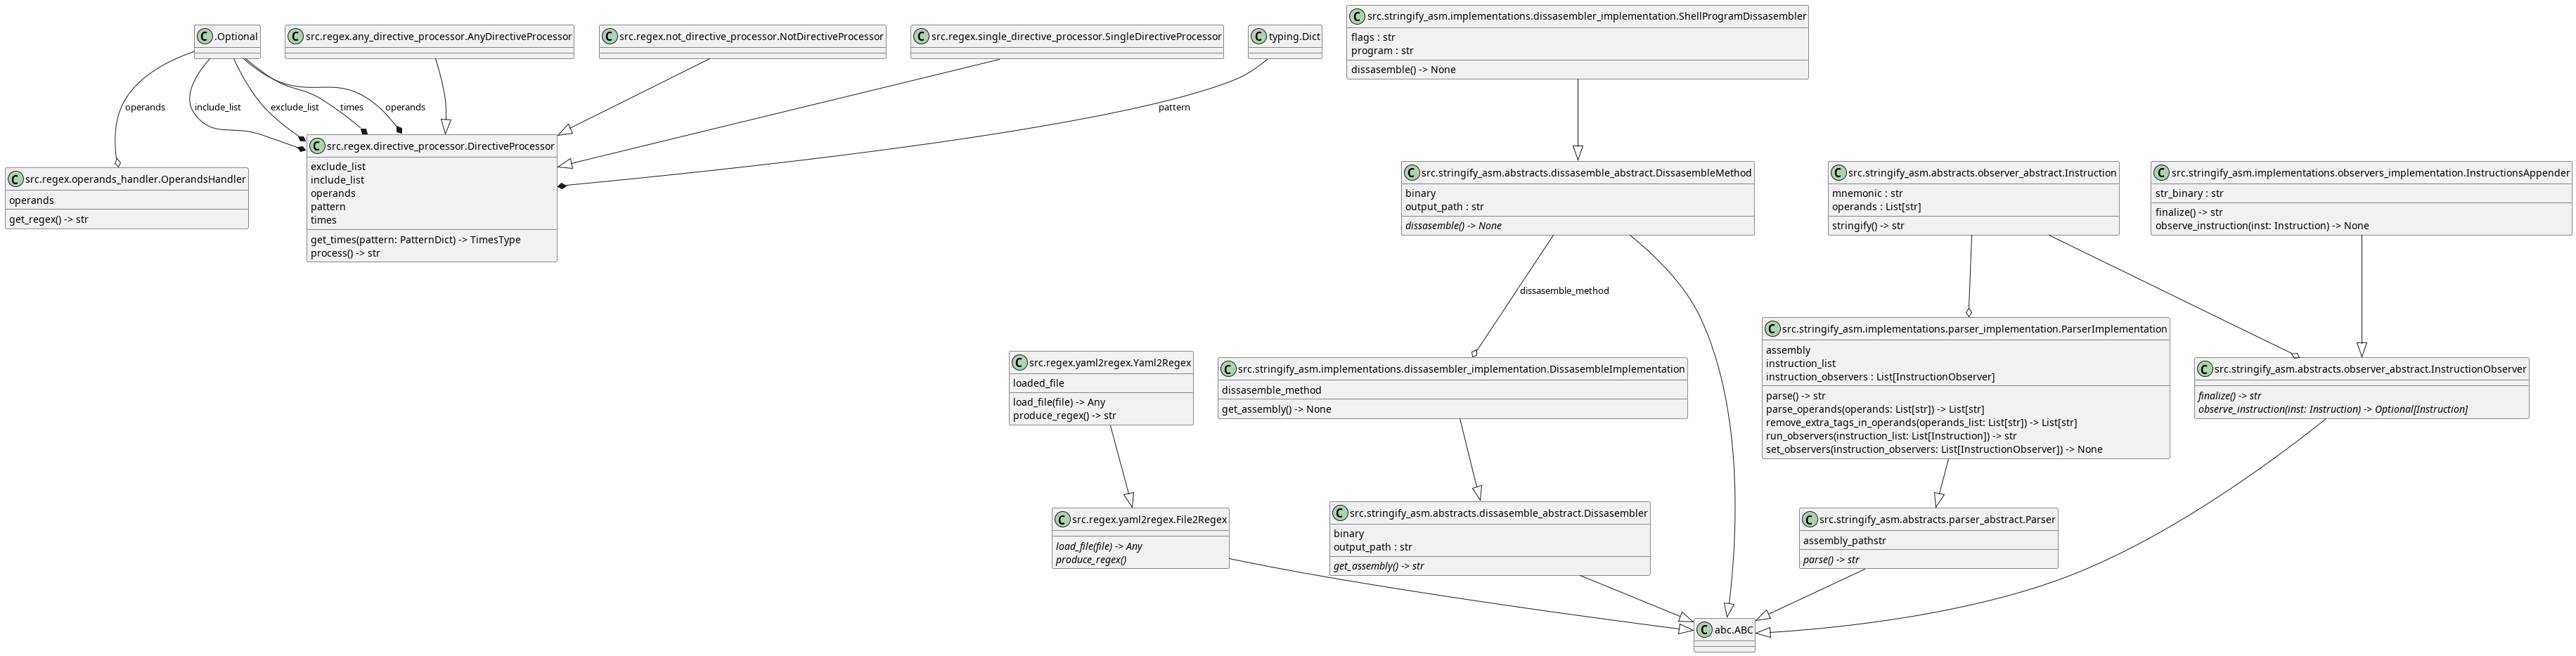 C .Optional
C src.regex.any_directive_processor.AnyDirectiveProcessor
C src.regex.not_directive_processor.NotDirectiveProcessor
C src.regex.single_directive_processor.SingleDirectiveProcessor
C typing.Dict
C src.stringify_asm.implementations.dissasembler_implementation.ShellProgramDissasembler
flags : str
program : str
dissasemble() -> None
operands
include_list
exclude_list
times
operands
pattern
C src.regex.operands_handler.OperandsHandler
operands
get_regex() -> str
C src.regex.directive_processor.DirectiveProcessor
exclude_list
include_list
operands
pattern
times
get_times(pattern: PatternDict) -> TimesType
process() -> str
C src.stringify_asm.abstracts.dissasemble_abstract.DissasembleMethod
binary
output_path : str
dissasemble() -> None
C src.stringify_asm.abstracts.observer_abstract.Instruction
mnemonic : str
operands : List[str]
stringify() -> str
C src.stringify_asm.implementations.observers_implementation.InstructionsAppender
str_binary : str
finalize() -> str
observe_instruction(inst: Instruction) -> None
dissasemble_method
C src.regex.yaml2regex.Yaml2Regex
loaded_file
load_file(file) -> Any
produce_regex() -> str
C src.stringify_asm.implementations.dissasembler_implementation.DissasembleImplementation
dissasemble_method
get_assembly() -> None
C src.stringify_asm.implementations.parser_implementation.ParserImplementation
assembly
instruction_list
instruction_observers : List[InstructionObserver]
parse() -> str
parse_operands(operands: List[str]) -> List[str]
remove_extra_tags_in_operands(operands_list: List[str]) -> List[str]
run_observers(instruction_list: List[Instruction]) -> str
set_observers(instruction_observers: List[InstructionObserver]) -> None
C src.stringify_asm.abstracts.observer_abstract.InstructionObserver
finalize() -> str
observe_instruction(inst: Instruction) -> Optional[Instruction]
C src.regex.yaml2regex.File2Regex
load_file(file) -> Any
produce_regex()
C src.stringify_asm.abstracts.dissasemble_abstract.Dissasembler
binary
output_path : str
get_assembly() -> str
C src.stringify_asm.abstracts.parser_abstract.Parser
assembly_pathstr
parse() -> str
C abc.ABC